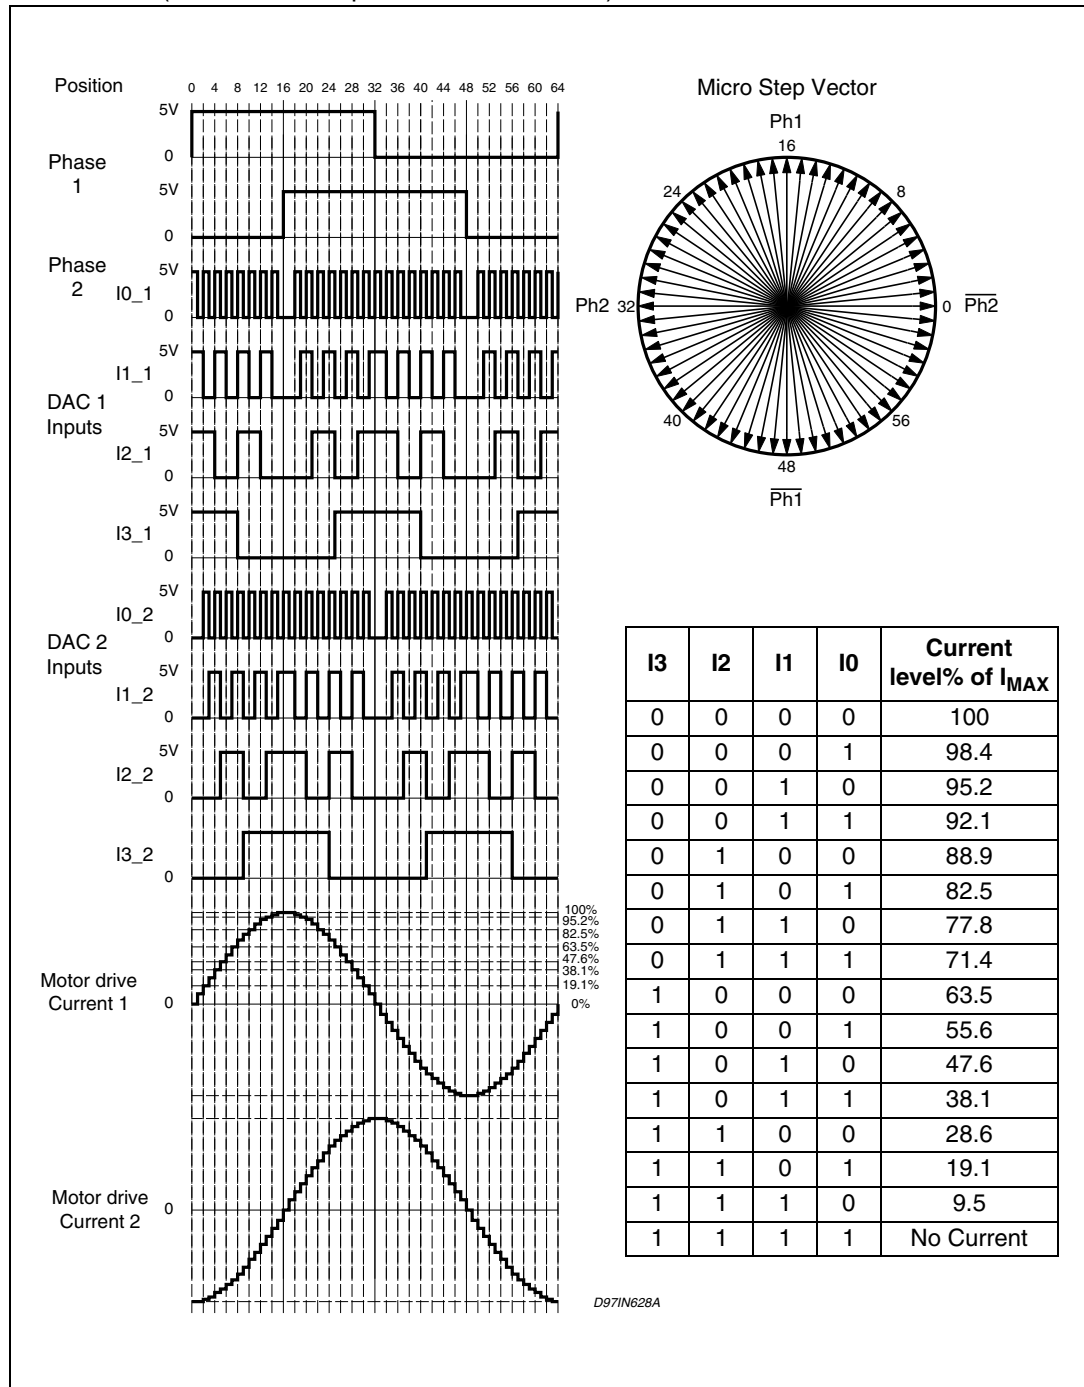 Position
0 4 8 12 16 20 24 28 32 36 40 44 48 52 56 60 64
5V
0
Phase
1
5V
0
Phase
2
I0_1
5V
0
I1_1
5V
0
DAC 1
Inputs
I2_1
5V
0
I3_1
5V
0
I0_2
5V
0
DAC 2
Inputs
I1_2
5V
0
I2_2
5V
0
I3_2
5V
0
100%
95.2%
82.5%
63.5%
47.6%
38.1%
19.1%
0%
Motor drive
Current 1
0
Motor drive
Current 2
0
Micro Step Vector
Ph1
16
24
8
Ph2 32
0 Ph2
40
56
48
Ph1
I3 I2 I1 I0 Current level% of IMAX
0 0 0 0 100
0 0 0 1 98.4
0 0 1 0 95.2
0 0 1 1 92.1
0 1 0 0 88.9
0 1 0 1 82.5
0 1 1 0 77.8
0 1 1 1 71.4
1 0 0 0 63.5
1 0 0 1 55.6
1 0 1 0 47.6
1 0 1 1 38.1
1 1 0 0 28.6
1 1 0 1 19.1
1 1 1 0 9.5
1 1 1 1 No Current
D97IN628A